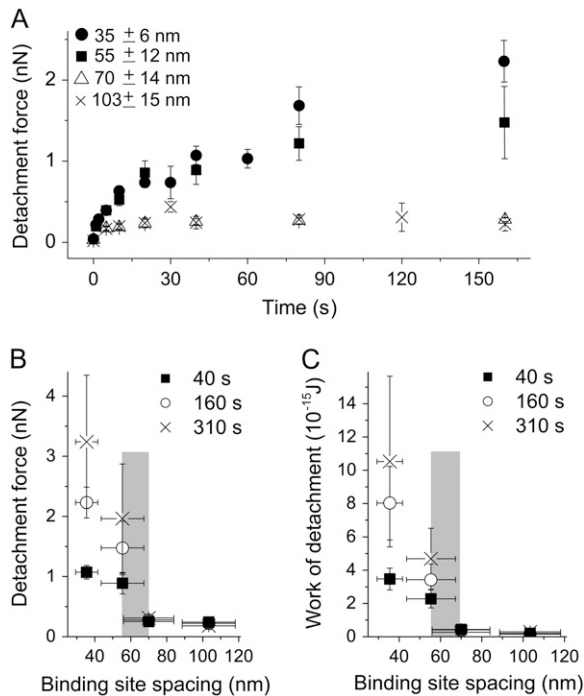 A
● 35 ± 6 nm
■ 55 ± 12 nm
△ 70 ± 14 nm
× 103 ± 15 nm
Detachment force (nN)
2
1
0
0 30 60 90 120 150
Time (s)
B
■ 40 s
○ 160 s
× 310 s
Detachment force (nN)
5
4
3
2
1
0
40 60 80 100 120
Binding site spacing (nm)
C
■ 40 s
○ 160 s
× 310 s
Work of detachment (10⁻¹⁵J)
14
12
10
8
6
4
2
0
40 60 80 100 120
Binding site spacing (nm)